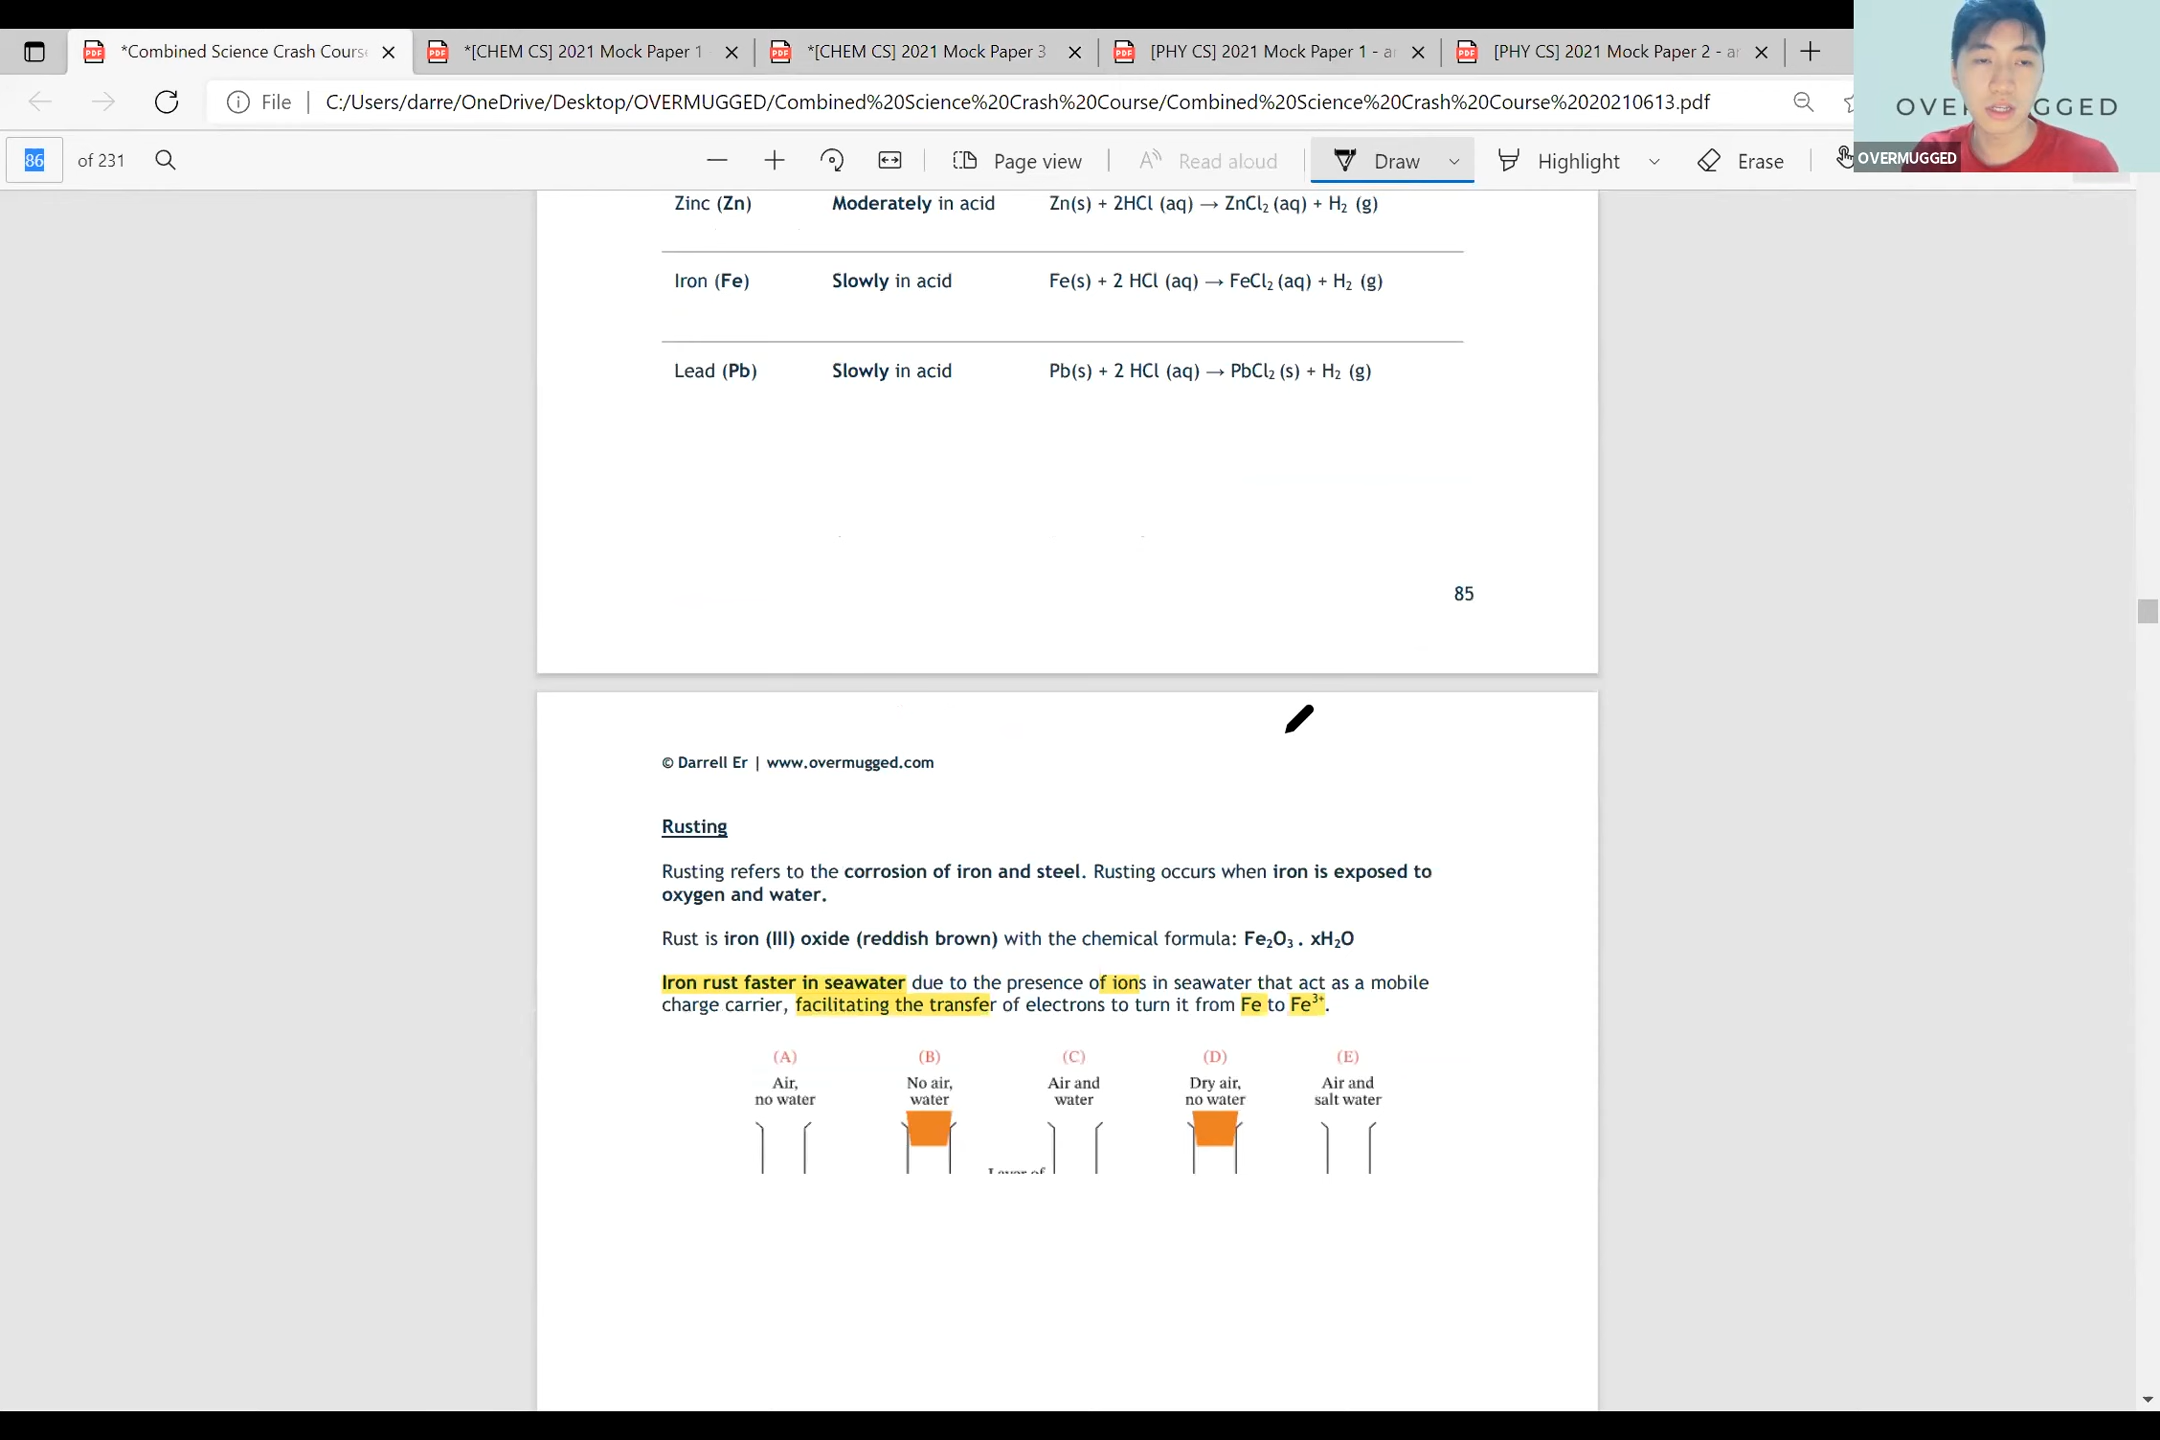 *Combined Science Crash Cours
*[CHEM CS] 2021 Mock Paper 1
*[CHEM CS] 2021 Mock Paper 3
[PHY CS] 2021 Mock Paper 1 - a
[PHY CS] 2021 Mock Paper 2 - a
File
C:/Users/darre/OneDrive/Desktop/OVERMUGGED/Combined%20Science%20Crash%20Course/Combined%20Science%20Crash%20Course%2020210613.pdf
OVE GGED
OVERMUGGED
86 of 231
Page view
Read aloud
Draw
Highlight
Erase
Zinc (Zn) Moderately in acid Zn(s) + 2HCl (aq) → ZnCl₂ (aq) + H₂ (g)
Iron (Fe) Slowly in acid Fe(s) + 2 HCl (aq) → FeCl₂ (aq) + H₂ (g)
Lead (Pb) Slowly in acid Pb(s) + 2 HCl (aq) → PbCl₂ (s) + H₂ (g)
85
© Darrell Er | www.overmugged.com
Rusting
Rusting refers to the corrosion of iron and steel. Rusting occurs when iron is exposed to
oxygen and water.
Rust is iron (III) oxide (reddish brown) with the chemical formula: Fe₂O₃ . xH₂O
Iron rust faster in seawater due to the presence of ions in seawater that act as a mobile
charge carrier, facilitating the transfer of electrons to turn it from Fe to Fe³⁺.
(A) (B) (C) (D) (E)
Air, No air, Air and Dry air, Air and
no water water water no water salt water
Layer of